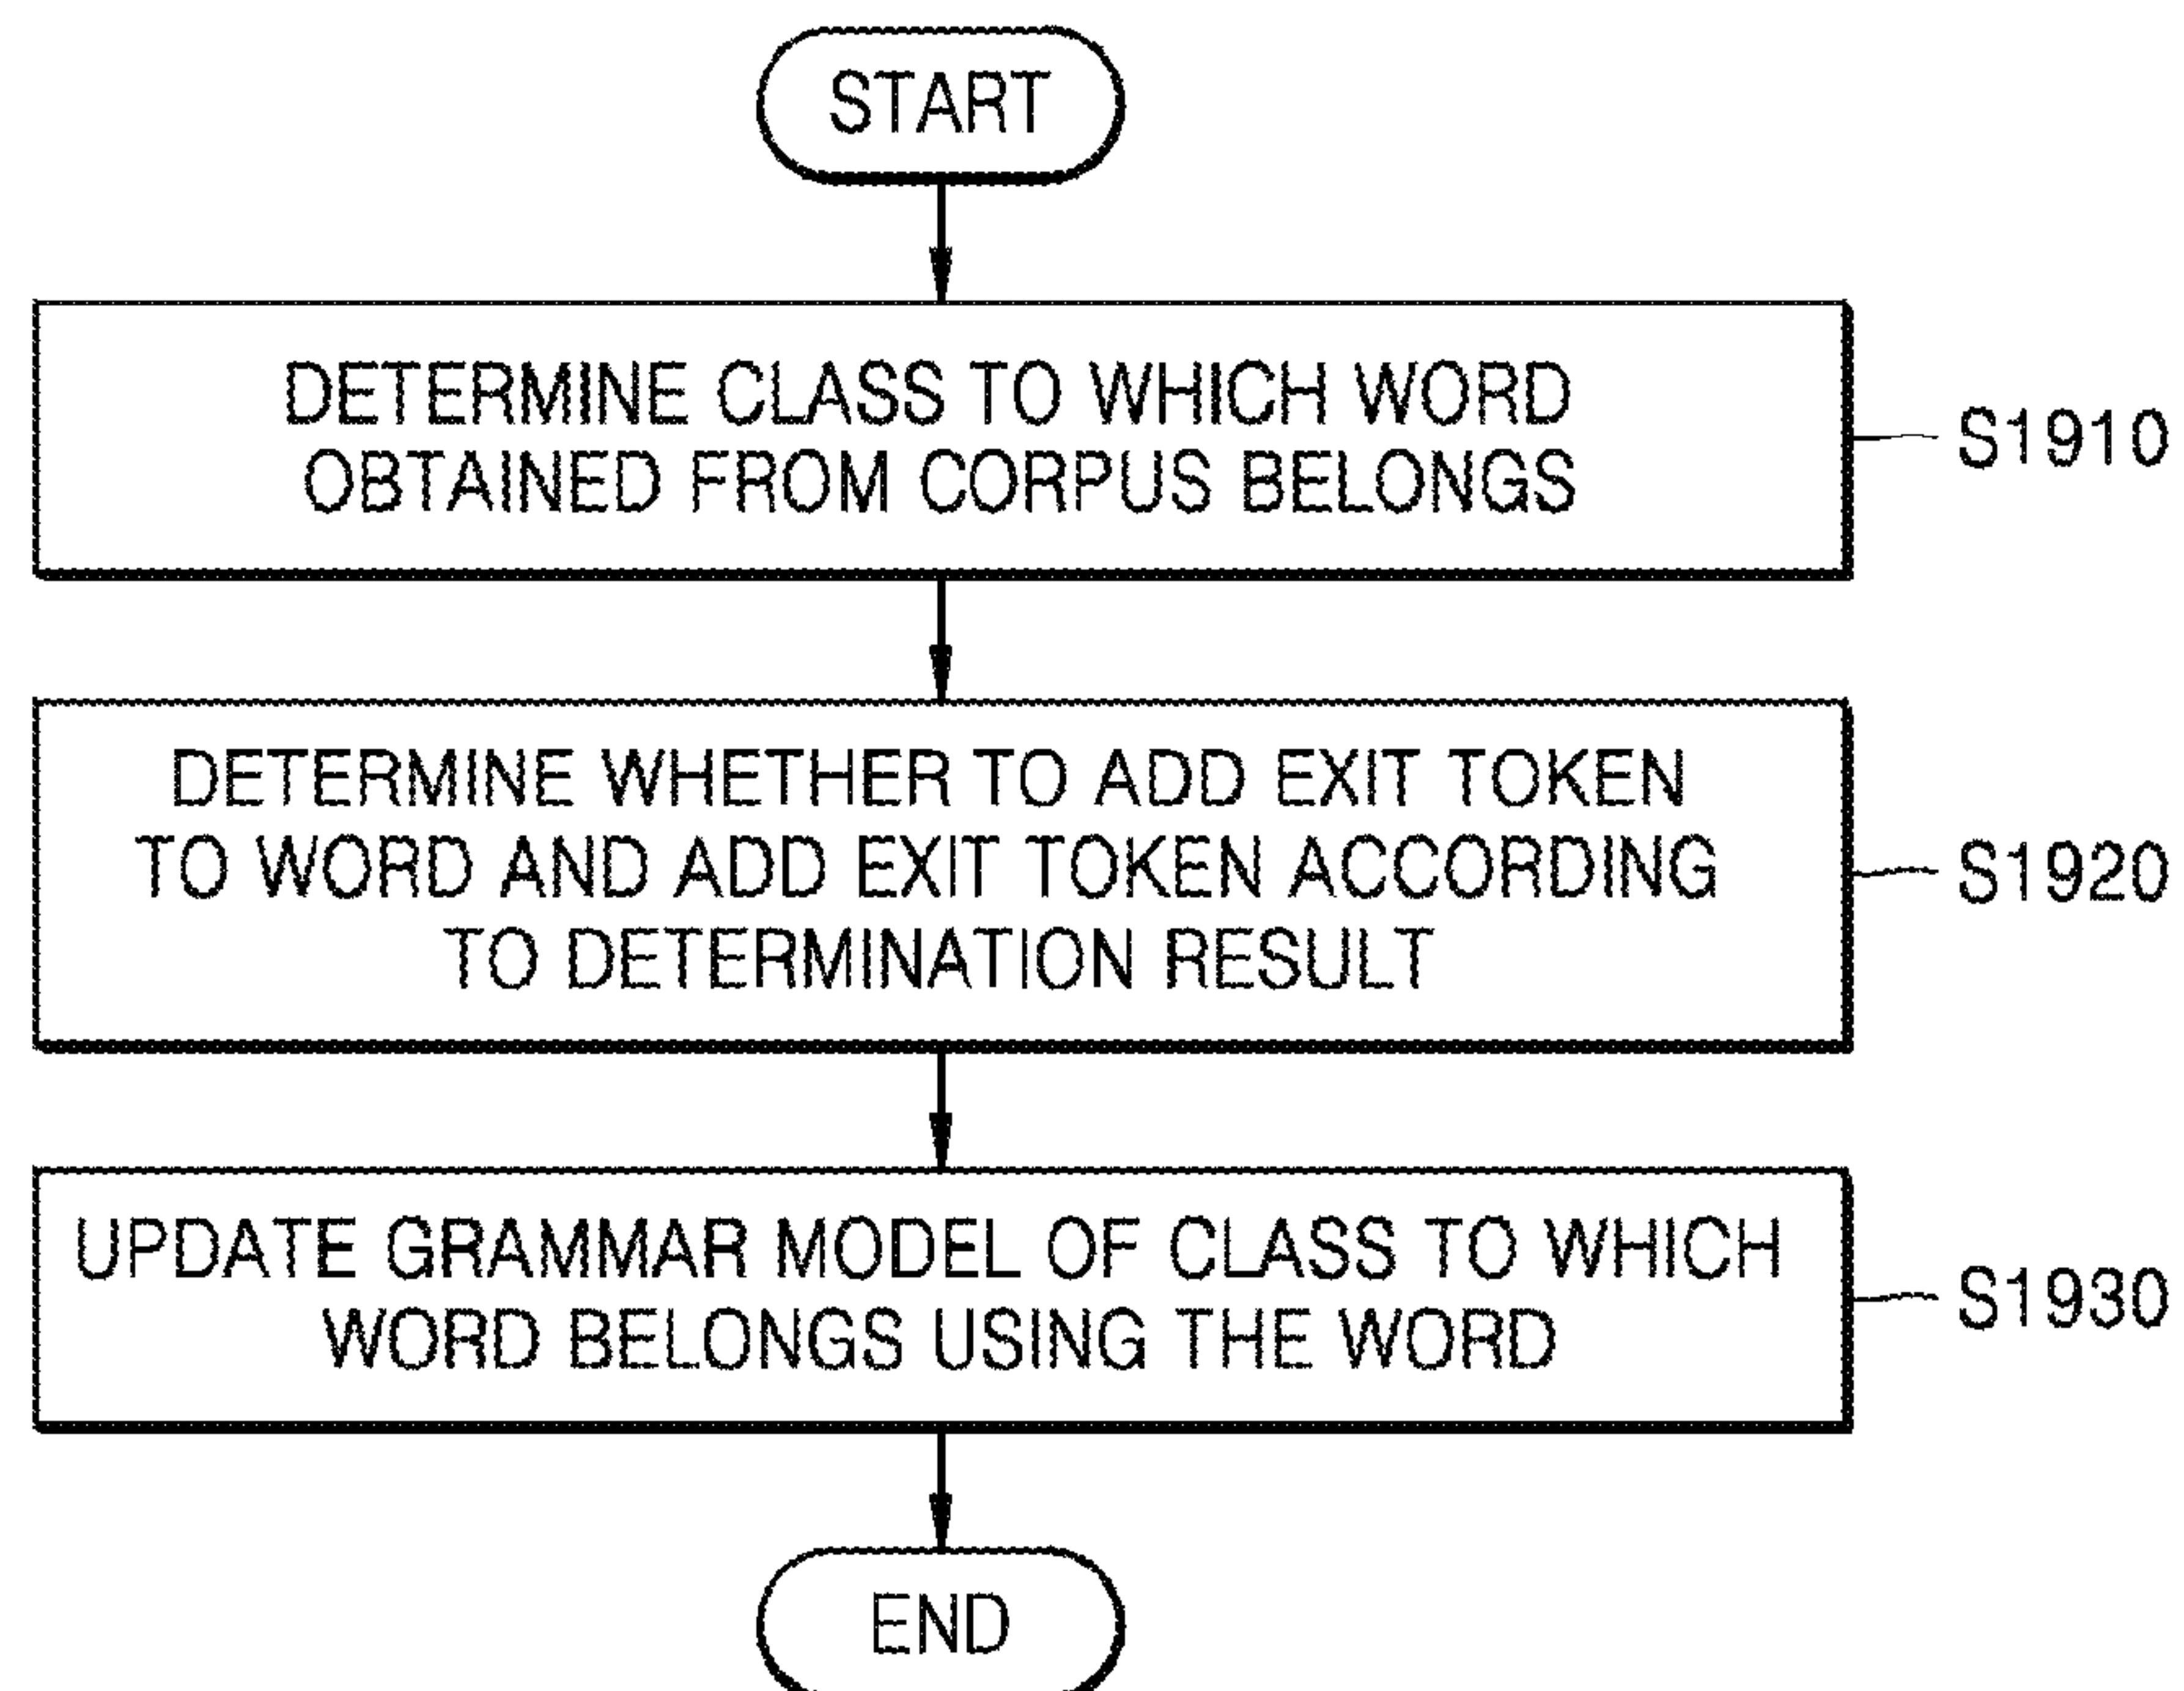 START
DETERMINE CLASS TO WHICH WORD
OBTAINED FROM CORPUS BELONGS
S1910
DETERMINE WHETHER TO ADD EXIT TOKEN
TO WORD AND ADD EXIT TOKEN ACCORDING
TO DETERMINATION RESULT
S1920
UPDATE GRAMMAR MODEL OF CLASS TO WHICH
WORD BELONGS USING THE WORD
S1930
END